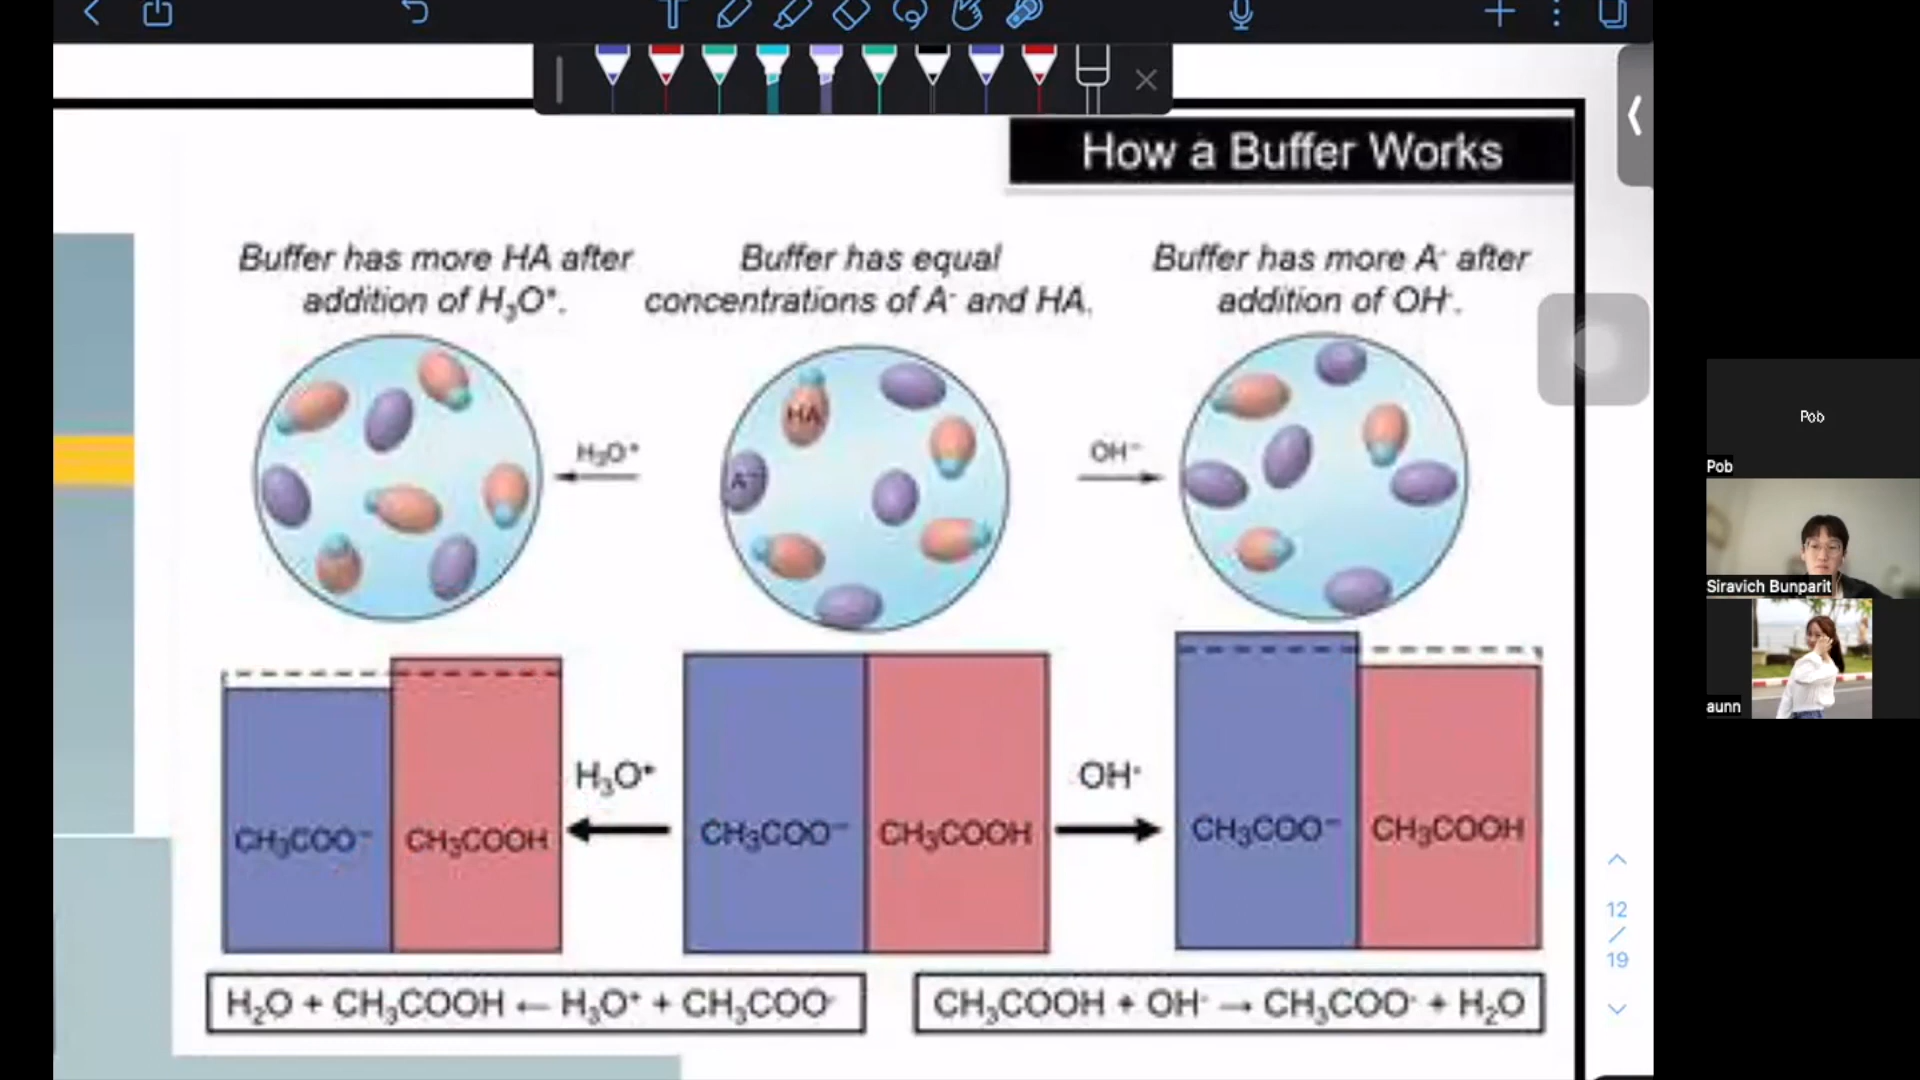 How a Buffer Works
Buffer has more HA after
addition of H₃O⁺.
Buffer has equal
concentrations of A⁻ and HA.
Buffer has more A⁻ after
addition of OH⁻.
HA
A⁻
H₃O⁺
OH⁻
H₃O⁺
OH⁻
CH₃COO⁻
CH₃COOH
CH₃COO⁻
CH₃COOH
CH₃COO⁻
CH₃COOH
H₂O + CH₃COOH ← H₃O⁺ + CH₃COO⁻
CH₃COOH + OH⁻ → CH₃COO⁻ + H₂O
12
/
19
Pob
Pob
Siravich Bunparit
aunn